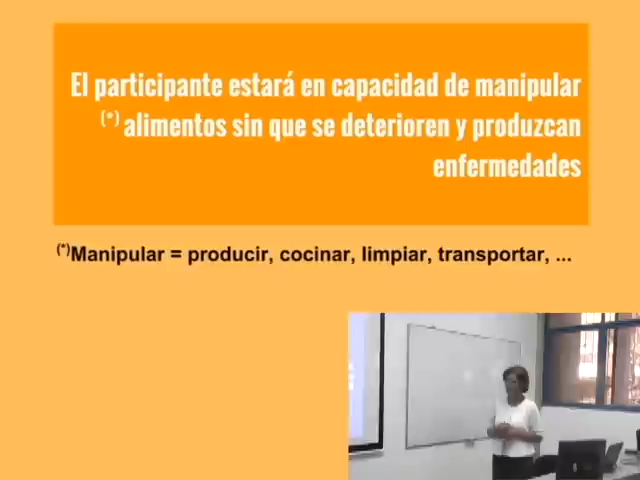 El participante estará en capacidad de manipular
(*) alimentos sin que se deterioren y produzcan
enfermedades
(*)Manipular = producir, cocinar, limpiar, transportar, ...